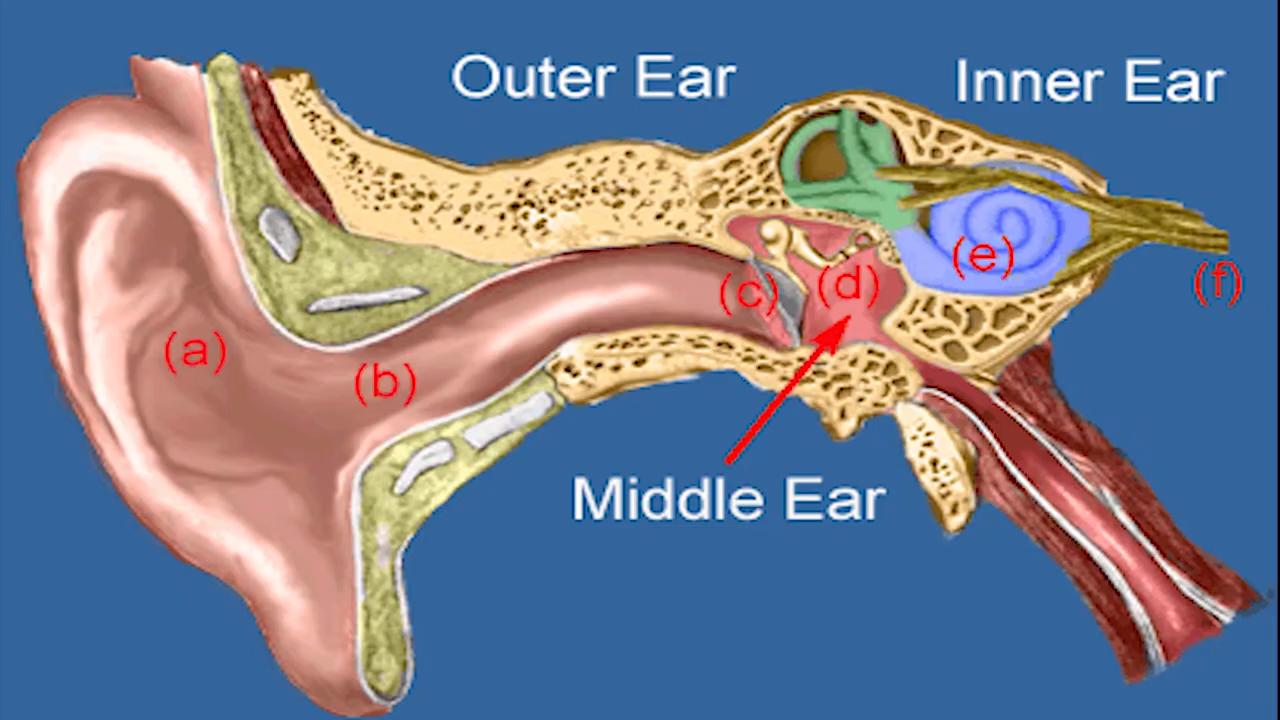 Outer Ear
Inner Ear
(a)
(b)
(c)
(d)
(e)
(f)
Middle Ear